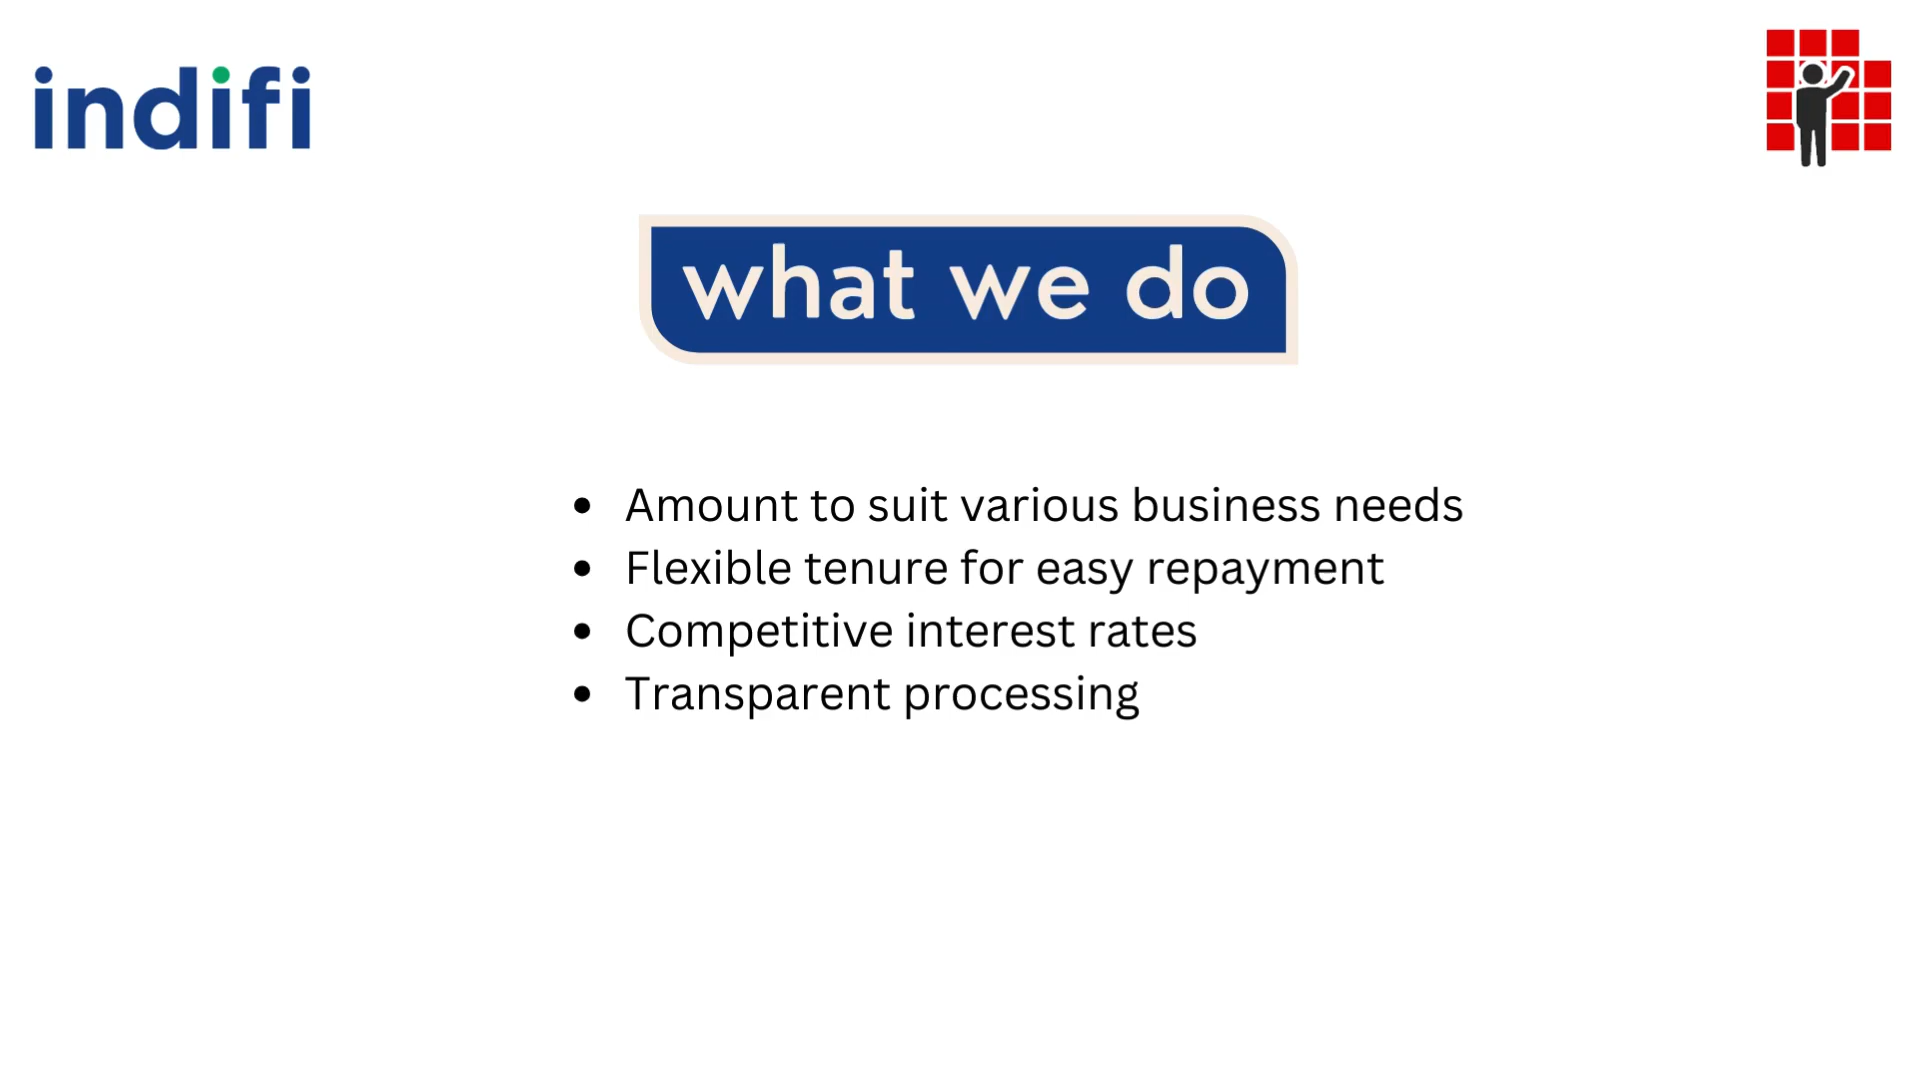 indifi
what we do
• Amount to suit various business needs
• Flexible tenure for easy repayment
• Competitive interest rates
• Transparent processing